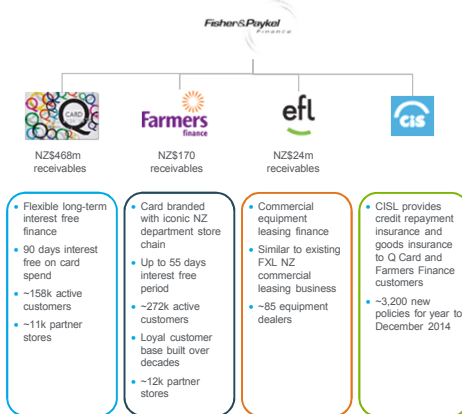 Fisher&Paykel
Finance
Q
CARD
Farmers
finance
efl
CiS
NZ$468m
receivables
NZ$170
receivables
NZ$24m
receivables
• Flexible long-term
interest free
finance
• 90 days interest
free on card
spend
• ~158k active
customers
• ~11k partner
stores
• Card branded
with iconic NZ
department store
chain
• Up to 55 days
interest free
period
• ~272k active
customers
• Loyal customer
base built over
decades
• ~12k partner
stores
• Commercial
equipment
leasing finance
• Similar to existing
FXL NZ
commercial
leasing business
• ~85 equipment
dealers
• CISL provides
credit repayment
insurance and
goods insurance
to Q Card and
Farmers Finance
customers
• ~3,200 new
policies for year to
December 2014